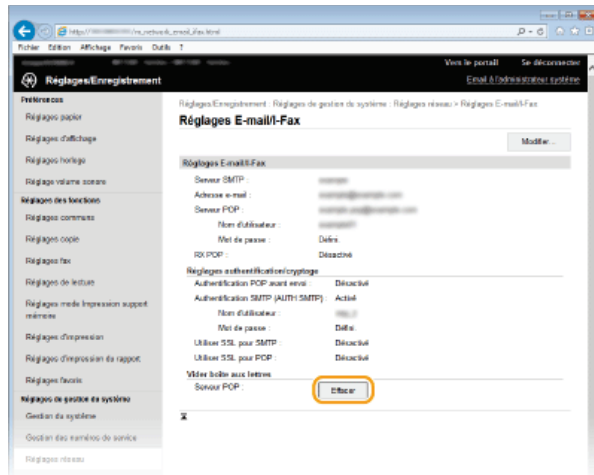 http://
/m_network_email_ifax.html
Fichier Edition Affichage Favoris Outils ?
Vers le portail Se déconnecter
Réglages/Enregistrement
Email à l'administrateur système
Préférences
Réglages papier
Réglages d'affichage
Réglages horloge
Réglage volume sonore
Réglages des fonctions
Réglages communs
Réglages copie
Réglages fax
Réglages de lecture
Réglages mode Impression support
mémoire
Réglages d'impression
Réglages d'impression du rapport
Réglages favoris
Réglages de gestion du système
Gestion du système
Gestion des numéros de service
Réglages réseau
Réglages/Enregistrement : Réglages de gestion du système : Réglages réseau > Réglages E-mail/I-Fax
Réglages E-mail/I-Fax
Modifier...
Réglages E-mail/I-Fax
Serveur SMTP :
Adresse e-mail :
Serveur POP :
Nom d'utilisateur :
Mot de passe : Défini.
RX POP : Désactivé
Réglages authentification/cryptage
Authentification POP avant envoi : Désactivé
Authentification SMTP (AUTH SMTP) : Activé
Nom d'utilisateur :
Mot de passe : Défini.
Utiliser SSL pour SMTP : Désactivé
Utiliser SSL pour POP : Désactivé
Vider boîte aux lettres
Serveur POP : Effacer